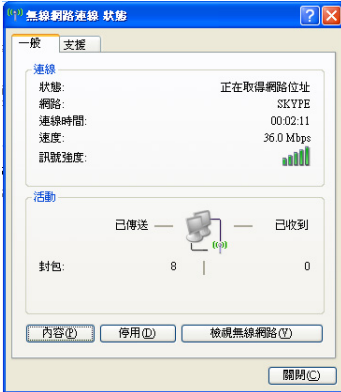 無線網路連線 狀態
一般 支援
連線
狀態: 正在取得網路位址
網路: SKYPE
連線時間: 00:02:11
速度: 36.0 Mbps
訊號強度:
活動
已傳送 已收到
封包: 8 0
內容(P) 停用(D) 檢視無線網路(V)
關閉(C)